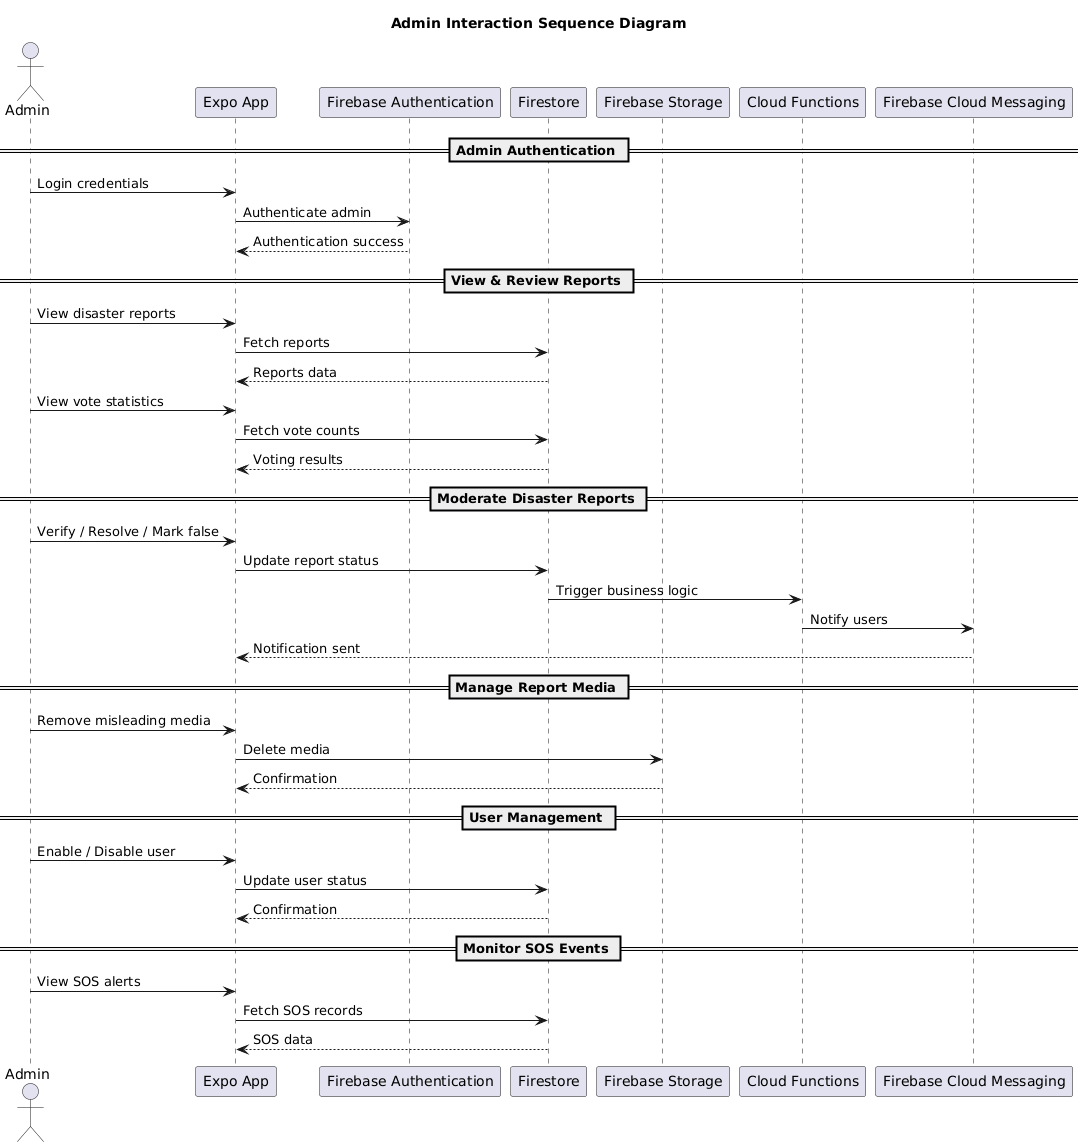 Admin Interaction Sequence Diagram
Admin
Expo App
Firebase Authentication
Firestore
Firebase Storage
Cloud Functions
Firebase Cloud Messaging
Admin Authentication
Login credentials
Authenticate admin
Authentication success
View & Review Reports
View disaster reports
Fetch reports
Reports data
View vote statistics
Fetch vote counts
Voting results
Moderate Disaster Reports
Verify / Resolve / Mark false
Update report status
Trigger business logic
Notify users
Notification sent
Manage Report Media
Remove misleading media
Delete media
Confirmation
User Management
Enable / Disable user
Update user status
Confirmation
Monitor SOS Events
View SOS alerts
Fetch SOS records
SOS data
Admin
Expo App
Firebase Authentication
Firestore
Firebase Storage
Cloud Functions
Firebase Cloud Messaging